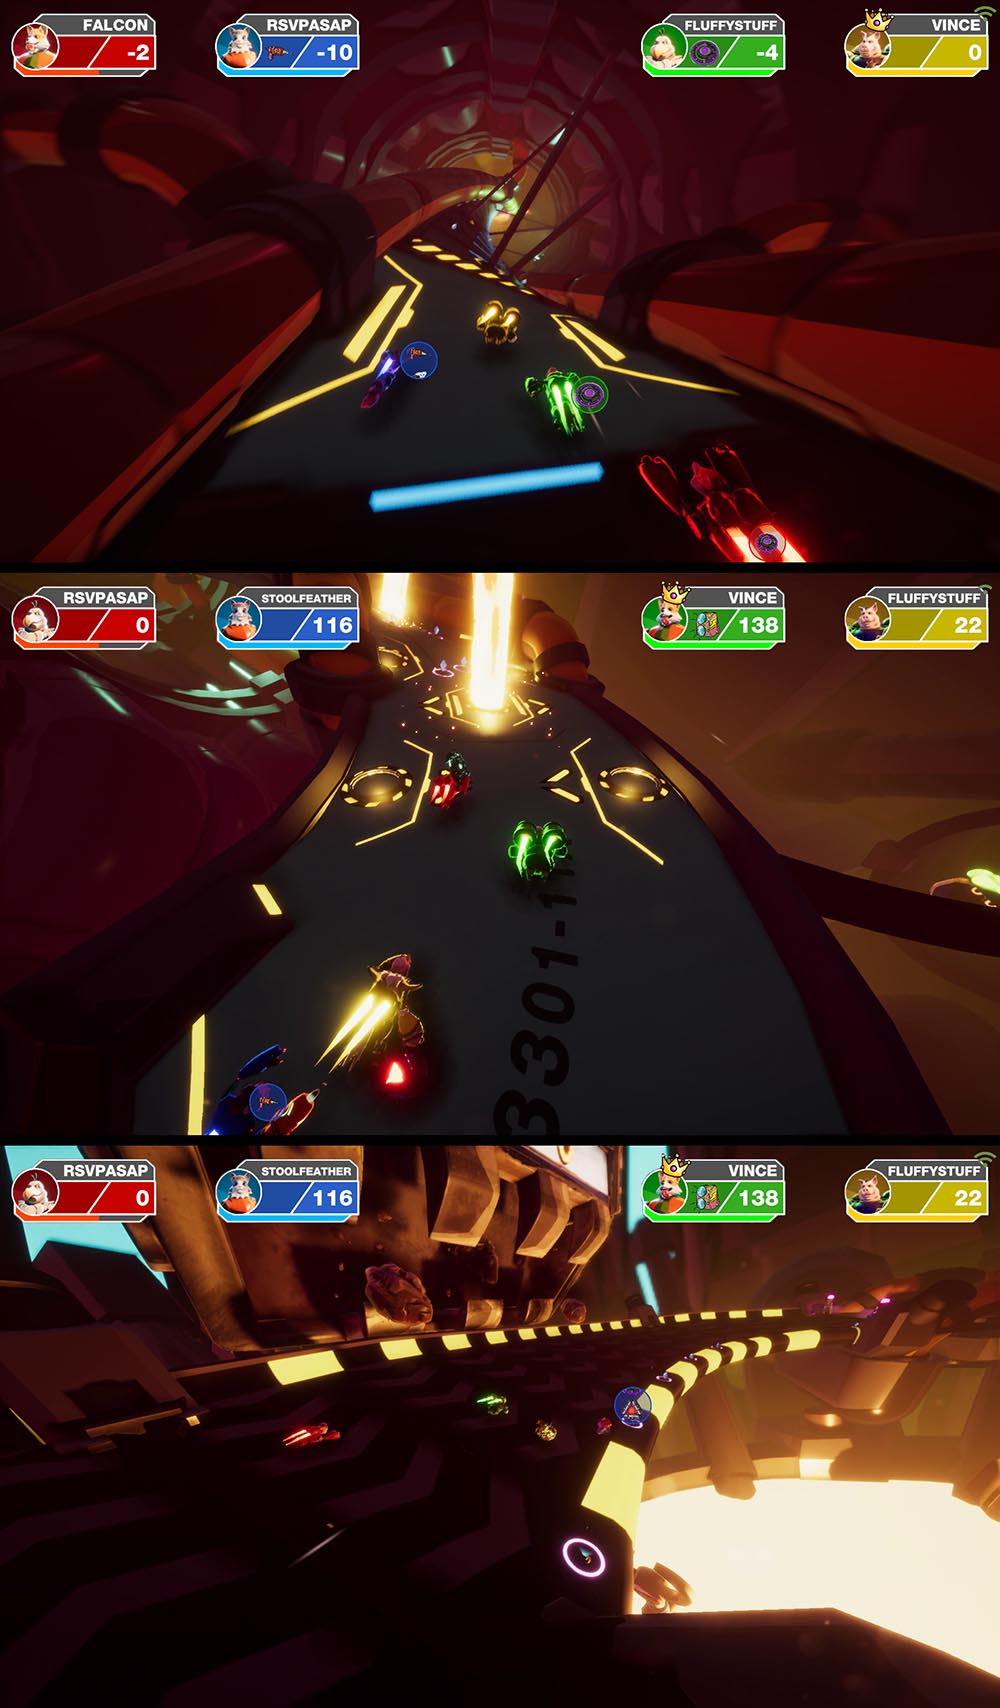 FALCON
-2
RSVPASAP
-10
FLUFFYSTUFF
-4
VINCE
0
RSVPASAP
0
STOOLFEATHER
116
VINCE
138
FLUFFYSTUFF
22
3301-1
RSVPASAP
0
STOOLFEATHER
116
VINCE
138
FLUFFYSTUFF
22